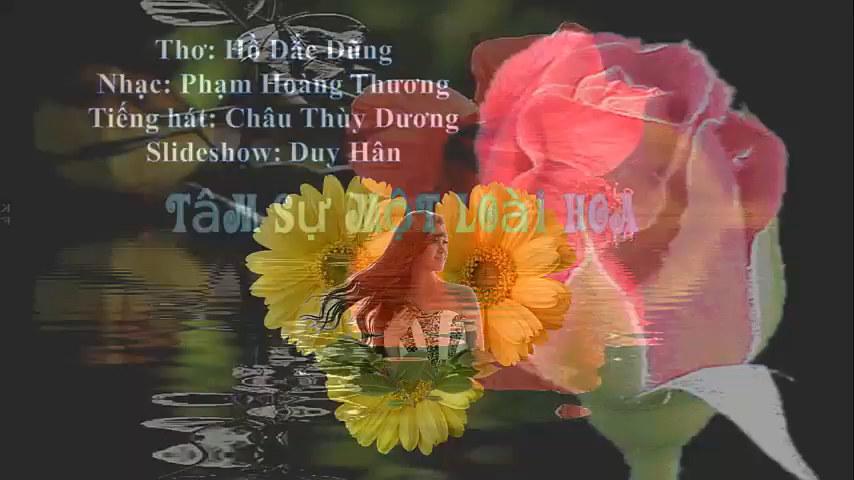 Thơ: Hồ Đắc Dũng
Nhạc: Phạm Hoàng Thương
Tiếng hát: Châu Thùy Dương
Slideshow: Duy Hân
Tâm Sự Một Loài Hoa